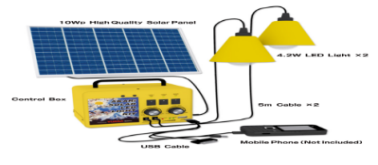 10Wp High Quality Solar Panel
4.2W LED Light ×2
Control Box
5m Cable ×2
USB Cable
Mobile Phone (Not Included)